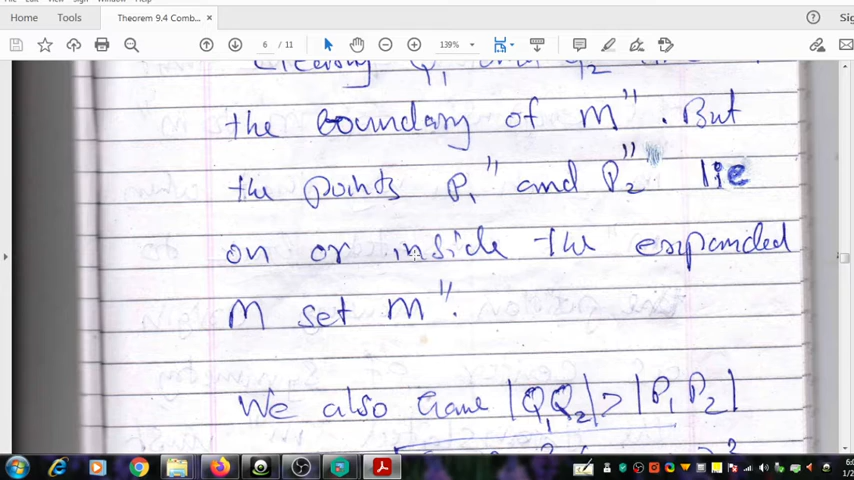 Home Tools Theorem 9.4 Comb... ×
Sign
6 / 11 139%
the boundary of M". But
the points P₁" and P₂" lie
on or inside the expanded
M set M".
We also have |Q₁Q₂| > |P₁P₂|